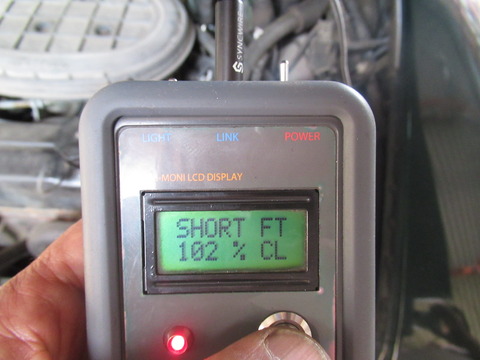 LIGHT LINK POWER
-MONI LCD DISPLAY
SHORT FT
102 % CL